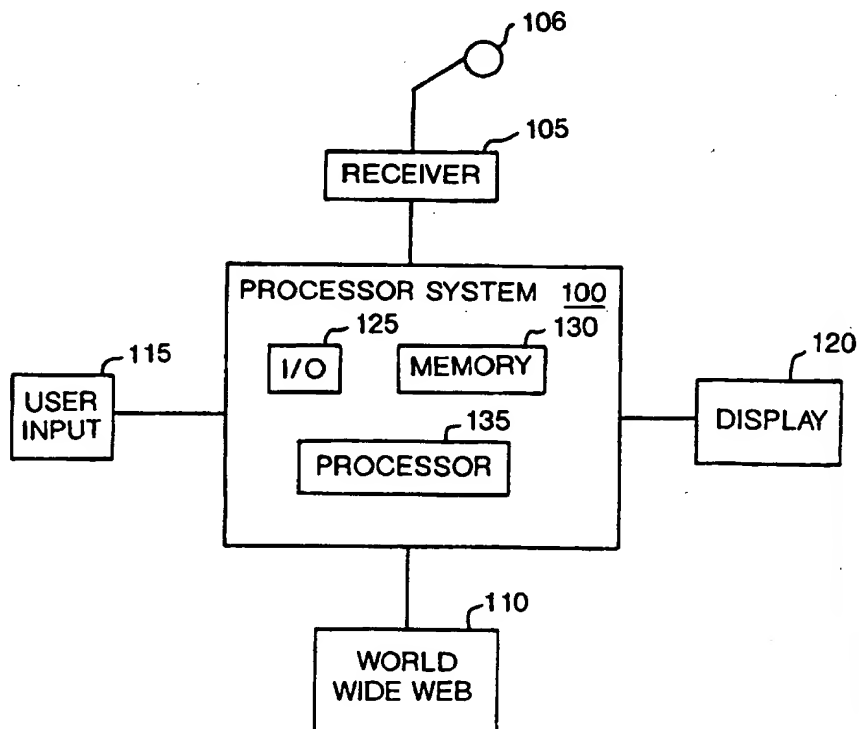 106
105
RECEIVER
PROCESSOR SYSTEM 100
125
130
I/O
MEMORY
115
USER
INPUT
120
DISPLAY
135
PROCESSOR
110
WORLD
WIDE WEB